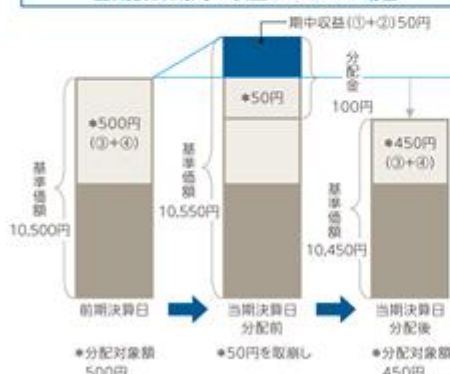 期中収益(①+②)50円
*50円
分配金
100円
*500円
(③+④)
*450円
(③+④)
基準価額
10,500円
基準価額
10,550円
基準価額
10,450円
前期決算日
当期決算日
分配前
当期決算日
分配後
*分配対象額
500円
*50円を取崩し
*分配対象額
450円